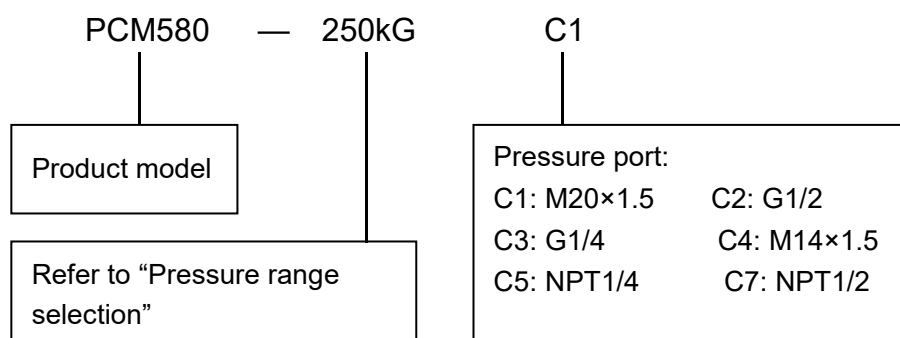 PCM580 — 250kG C1
Product model
Refer to “Pressure range
selection”
Pressure port:
C1: M20×1.5 C2: G1/2
C3: G1/4 C4: M14×1.5
C5: NPT1/4 C7: NPT1/2